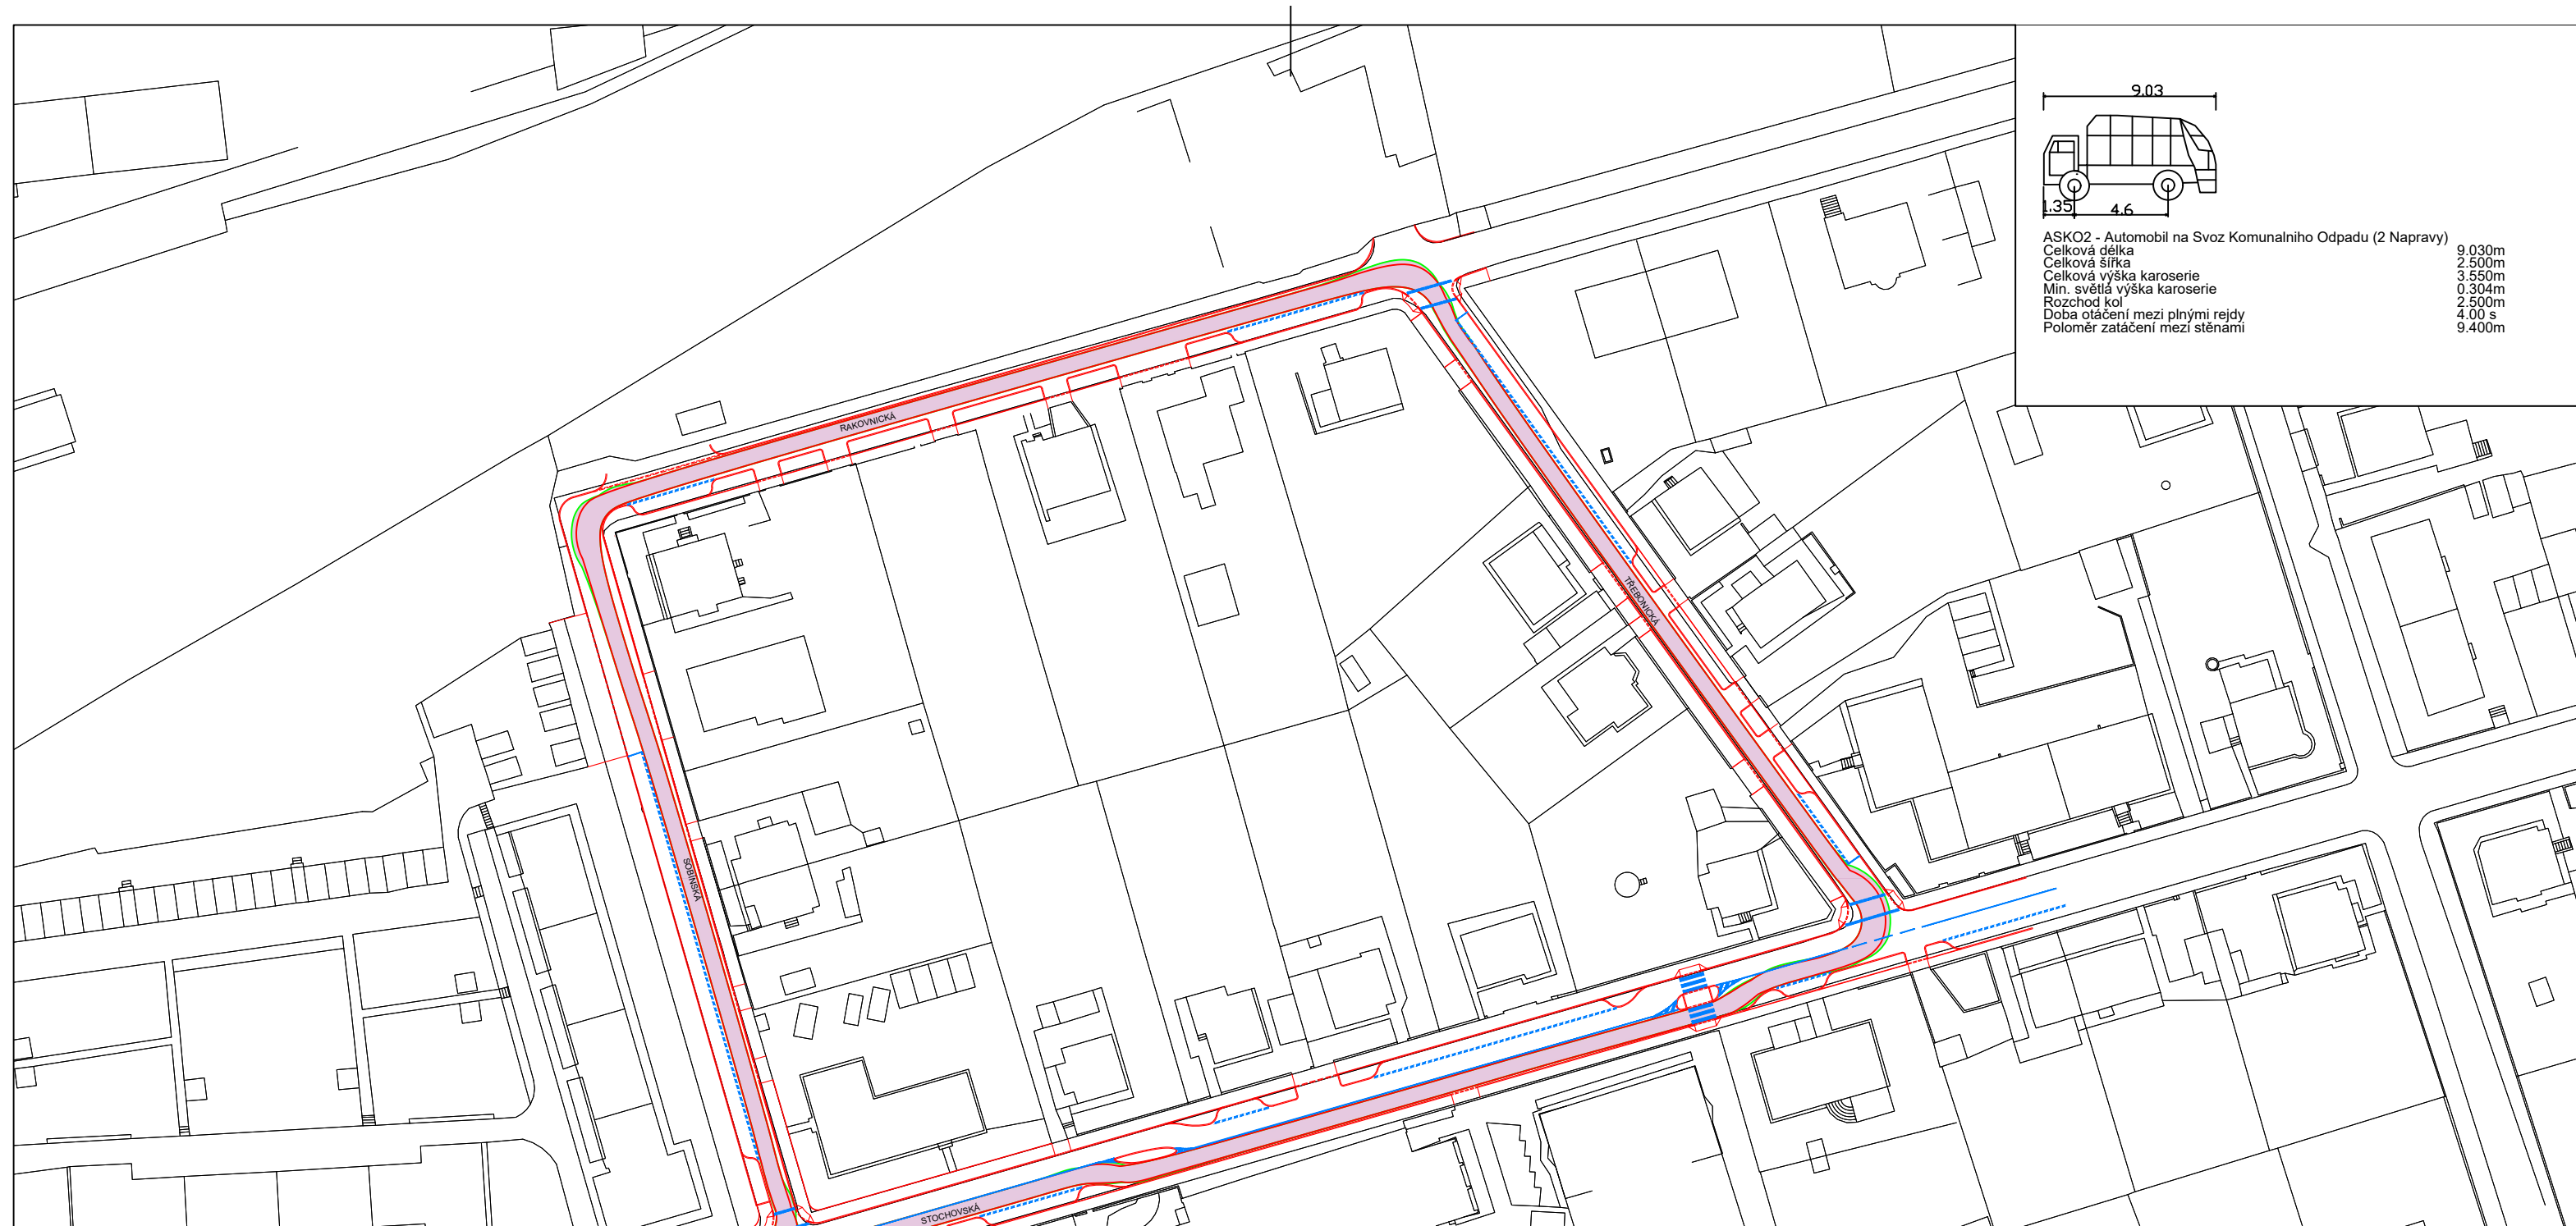 9.03
1.35
4.6
ASKO2 - Automobil na Svoz Komunalniho Odpadu (2 Napravy)
Celková délka 9.030m
Celková šířka 2.500m
Celková výška karoserie 3.550m
Min. světlá výška karoserie 0.304m
Rozchod kol 2.500m
Doba otáčení mezi plnými rejdy 4.00 s
Poloměr zatáčení mezi stěnami 9.400m
RAKOVNICKÁ
TŘEBONICKÁ
SOBÍNSKÁ
STOCHOVSKÁ